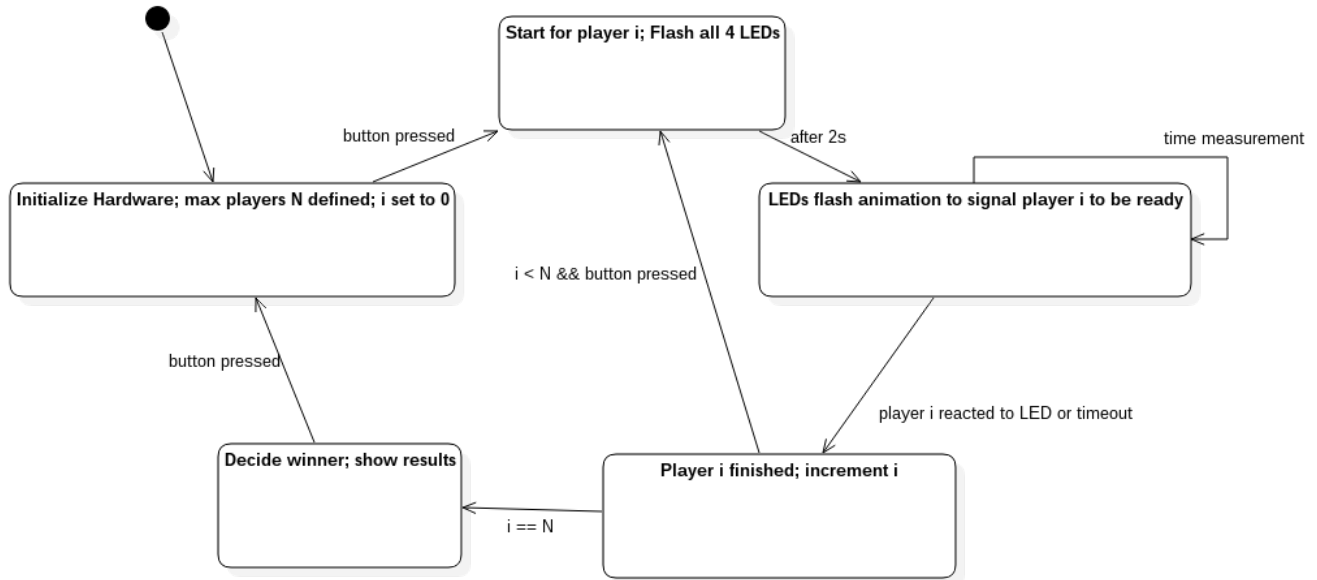 Start for player i; Flash all 4 LEDs
button pressed
after 2s
time measurement
Initialize Hardware; max players N defined; i set to 0
LEDs flash animation to signal player i to be ready
i < N && button pressed
button pressed
player i reacted to LED or timeout
Decide winner; show results
Player i finished; increment i
i == N